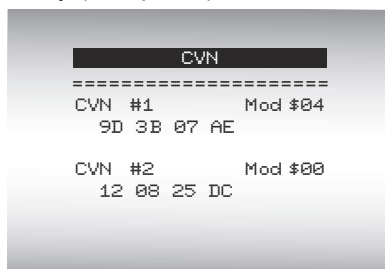 CVN
=====================
CVN #1 Mod $04
9D 3B 07 AE
CVN #2 Mod $00
12 08 25 DC